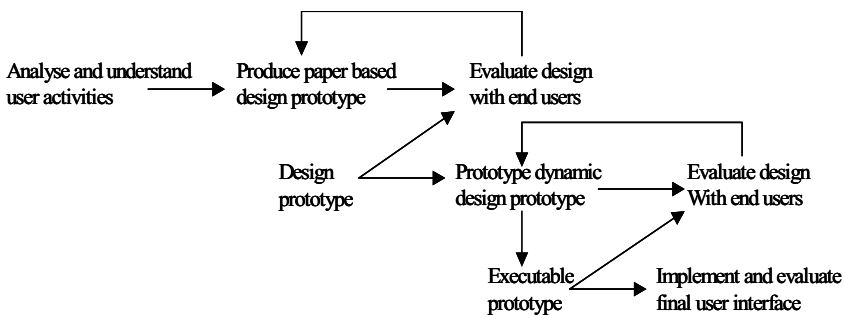 Analyse and understand
user activities
Produce paper based
design prototype
Evaluate design
with end users
Design
prototype
Prototype dynamic
design prototype
Evaluate design
With end users
Executable
prototype
Implement and evaluate
final user interface